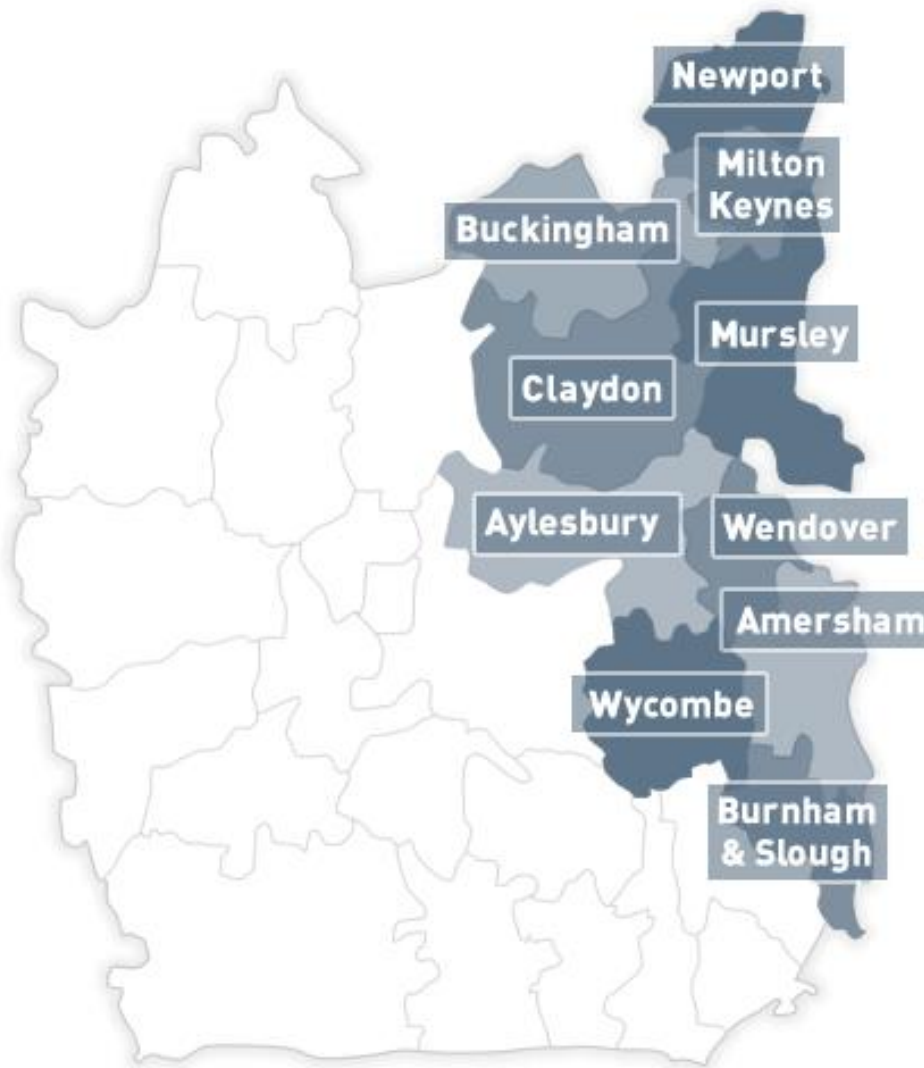 Newport
Milton
Keynes
Buckingham
Mursley
Claydon
Aylesbury
Wendover
Amersham
Wycombe
Burnham
& Slough